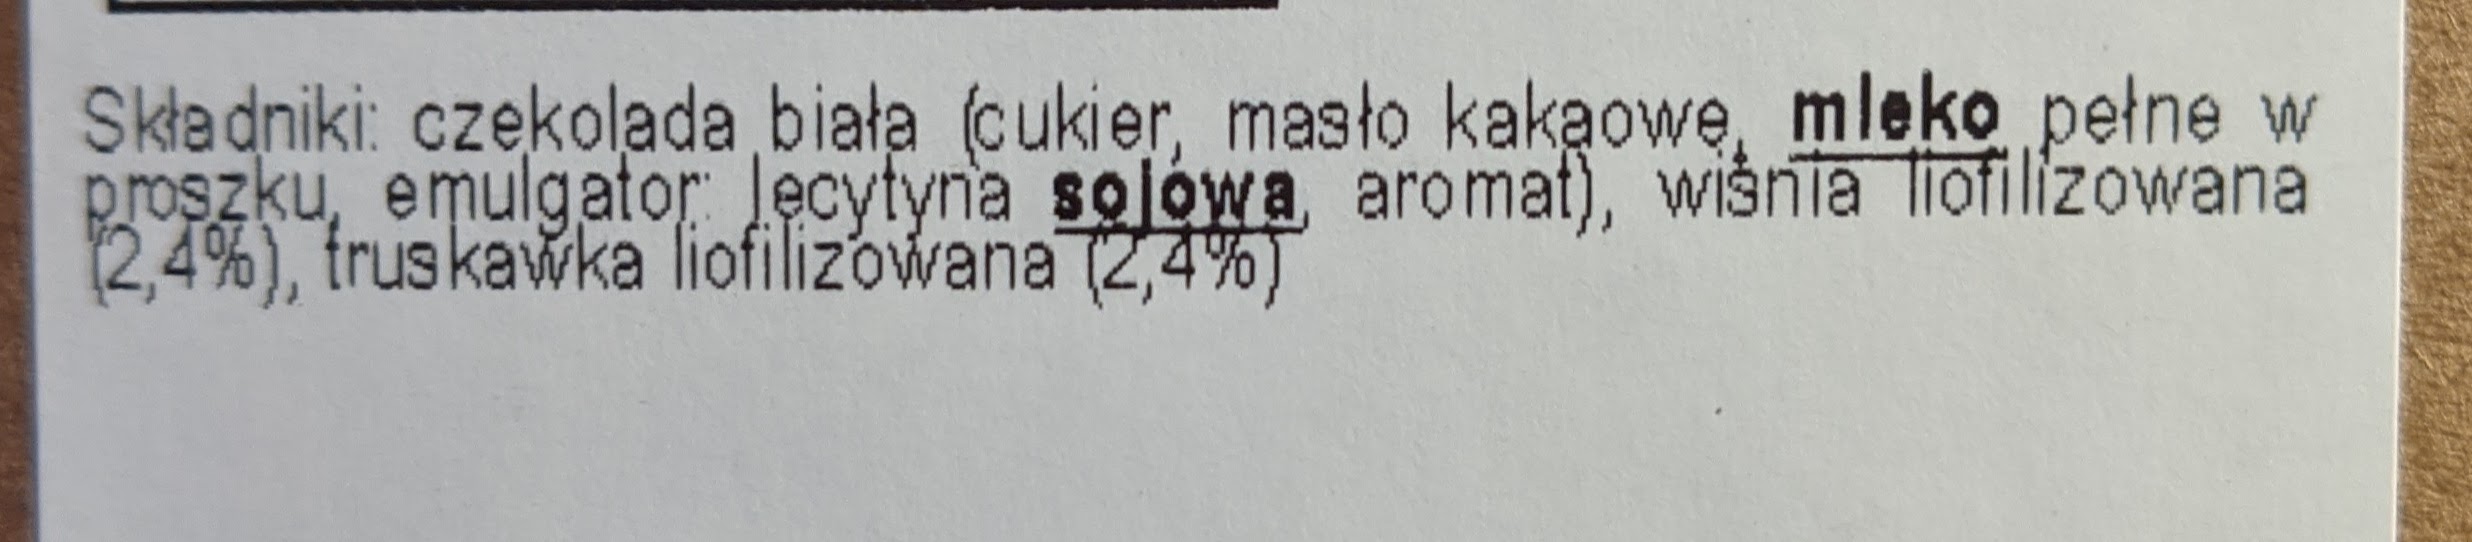 Składniki: czekolada biała (cukier, masło kakaowe, mleko pełne w
proszku, emulgator: lecytyna sojowa, aromat), wiśnia liofilizowana
(2,4%), truskawka liofilizowana (2,4%)